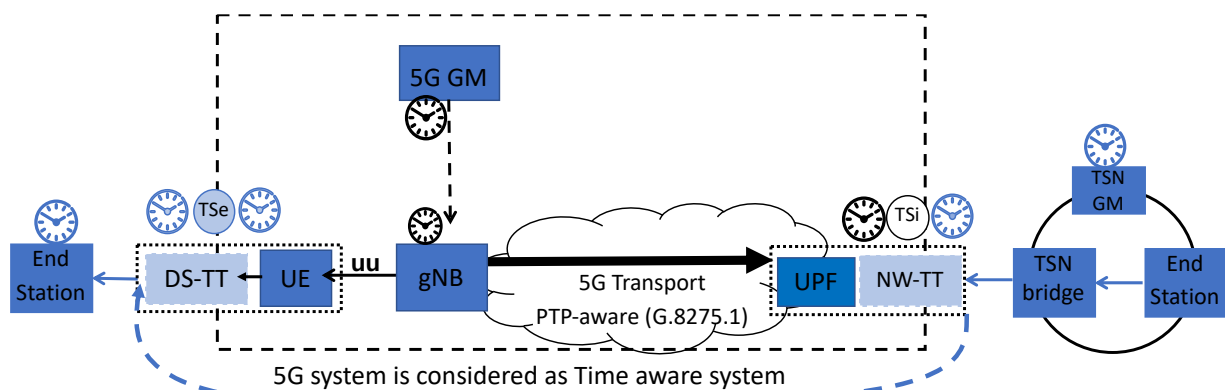 5G GM
TSN
GM
TSe
TSi
End
Station
DS-TT
UE
uu
gNB
5G Transport
PTP-aware (G.8275.1)
UPF
NW-TT
TSN
bridge
End
Station
5G system is considered as Time aware system